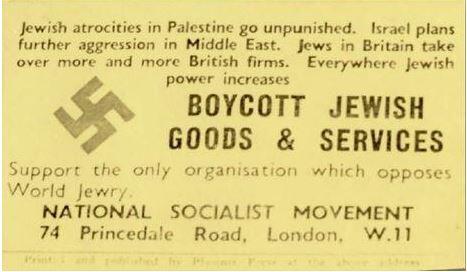 Jewish atrocities in Palestine go unpunished. Israel plans
further aggression in Middle East. Jews in Britain take
over more and more British firms. Everywhere Jewish
power increases
BOYCOTT JEWISH
GOODS & SERVICES
Support the only organisation which opposes
World Jewry.
NATIONAL SOCIALIST MOVEMENT
74 Princedale Road, London, W.11
Printed and published by Phoenix Press at the above address